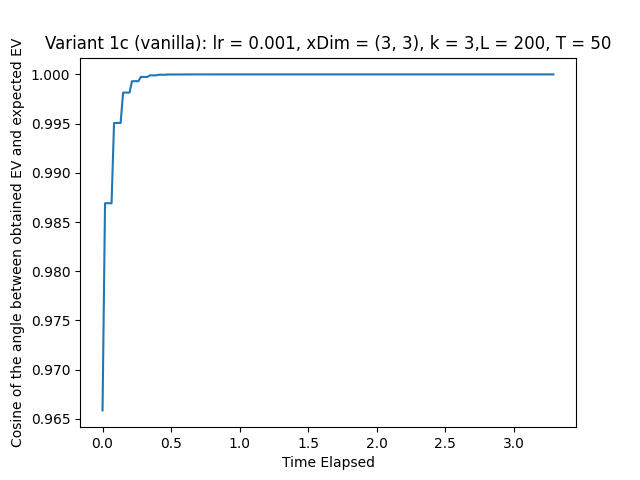 Variant 1c (vanilla): lr = 0.001, xDim = (3, 3), k = 3,L = 200, T = 50
Cosine of the angle between obtained EV and expected EV
1.000
0.995
0.990
0.985
0.980
0.975
0.970
0.965
0.0 0.5 1.0 1.5 2.0 2.5 3.0
Time Elapsed